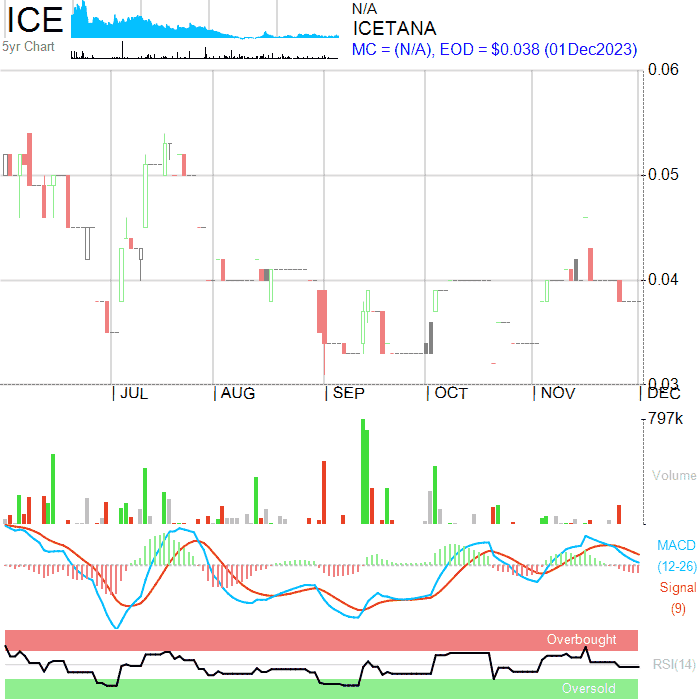 ICE
5yr Chart
N/A
ICETANA
MC = (N/A), EOD = $0.038 (01Dec2023)
0.06
0.05
0.04
0.03
JUL AUG SEP OCT NOV DEC
797k
Volume
MACD
(12-26)
Signal
(9)
Overbought
RSI(14)
Oversold